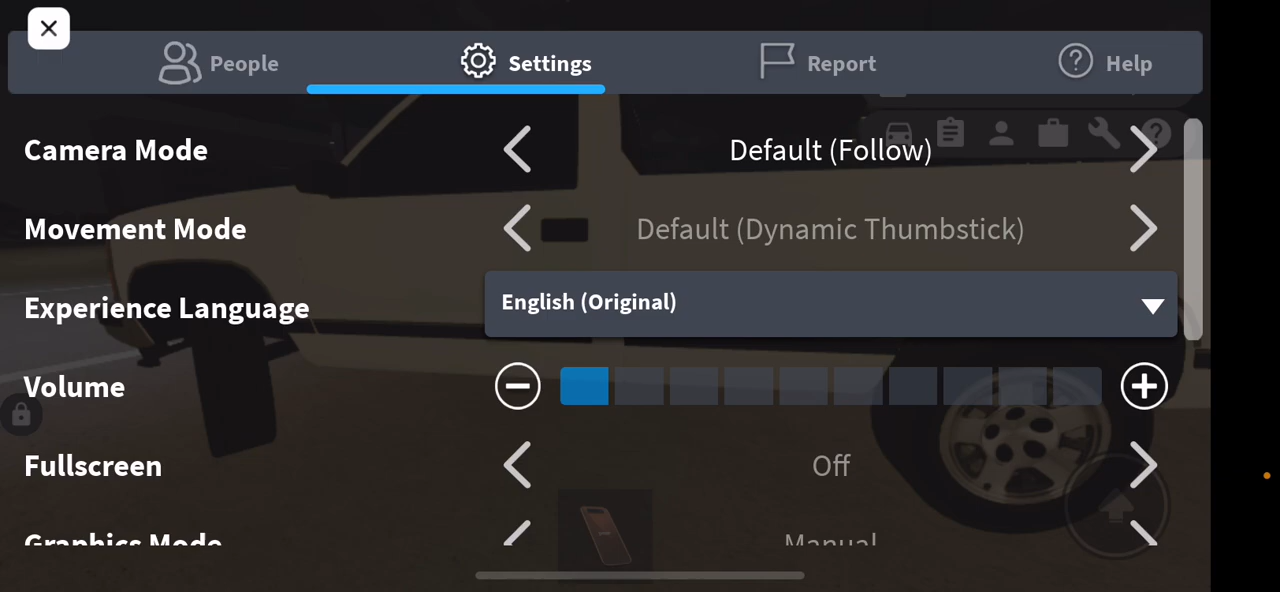 People
Settings
Report
Help
Camera Mode
Default (Follow)
Movement Mode
Default (Dynamic Thumbstick)
Experience Language
English (Original)
Volume
Fullscreen
Off
Graphics Mode
Manual